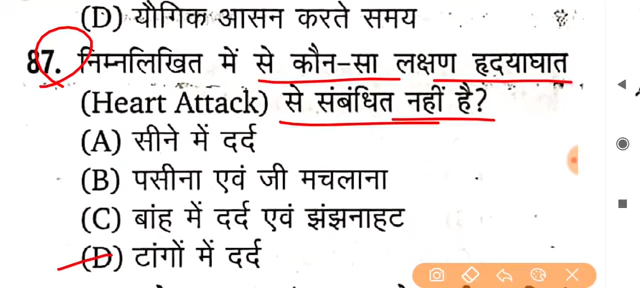 (D) यौगिक आसन करते समय
87. निम्नलिखित में से कौन-सा लक्षण हृदयाघात
(Heart Attack) से संबंधित नहीं है?
(A) सीने में दर्द
(B) पसीना एवं जी मचलाना
(C) बांह में दर्द एवं झंझनाहट
(D) टांगों में दर्द